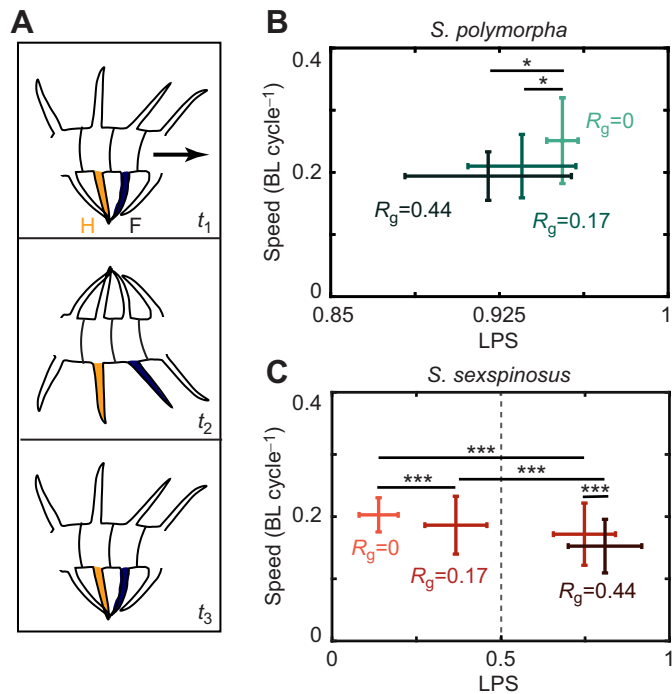 A
H F t1
t2
t3
B
S. polymorpha
0.4
0.2
0
Speed (BL cycle–1)
*
*
Rg=0
Rg=0.44
Rg=0.17
0.85 0.925 1
LPS
C
S. sexspinosus
0.4
0.2
0
Speed (BL cycle–1)
***
*** ***
***
Rg=0
Rg=0.17
Rg=0.44
0 0.5 1
LPS